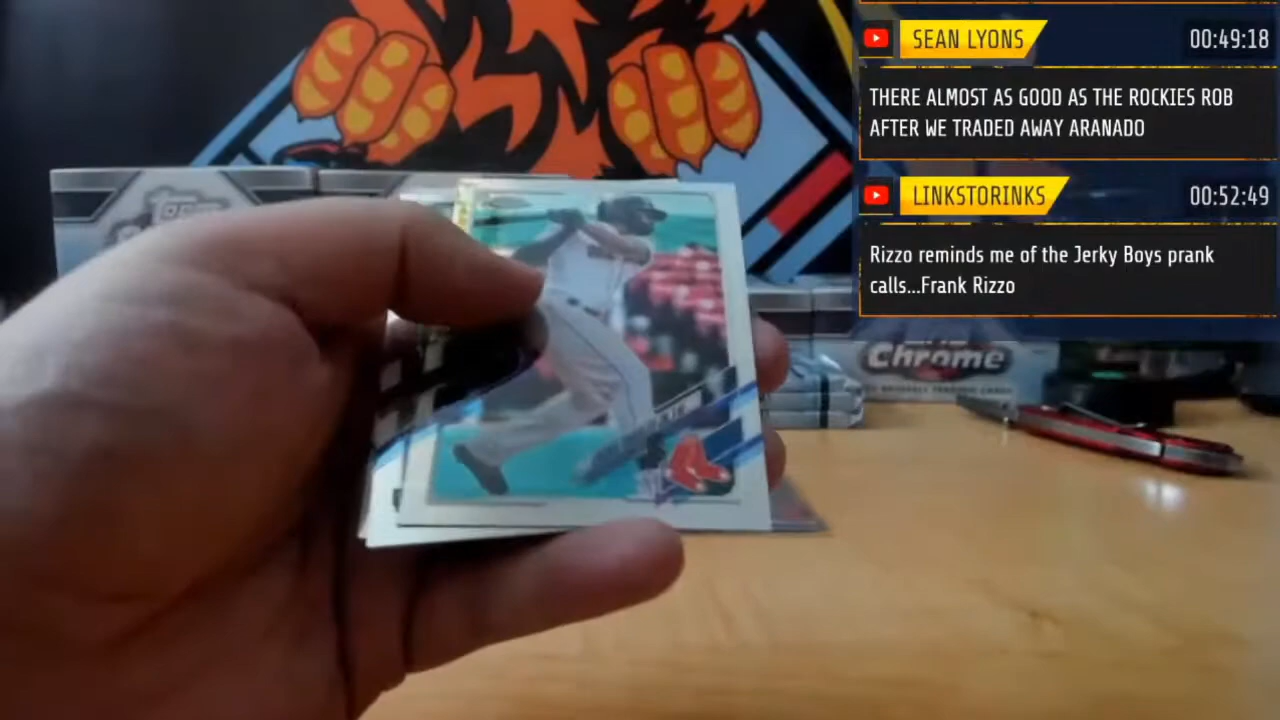 SEAN LYONS
00:49:18
THERE ALMOST AS GOOD AS THE ROCKIES ROB
AFTER WE TRADED AWAY ARANADO
LINKSTORINKS
00:52:49
Rizzo reminds me of the Jerky Boys prank
calls...Frank Rizzo
Chrome